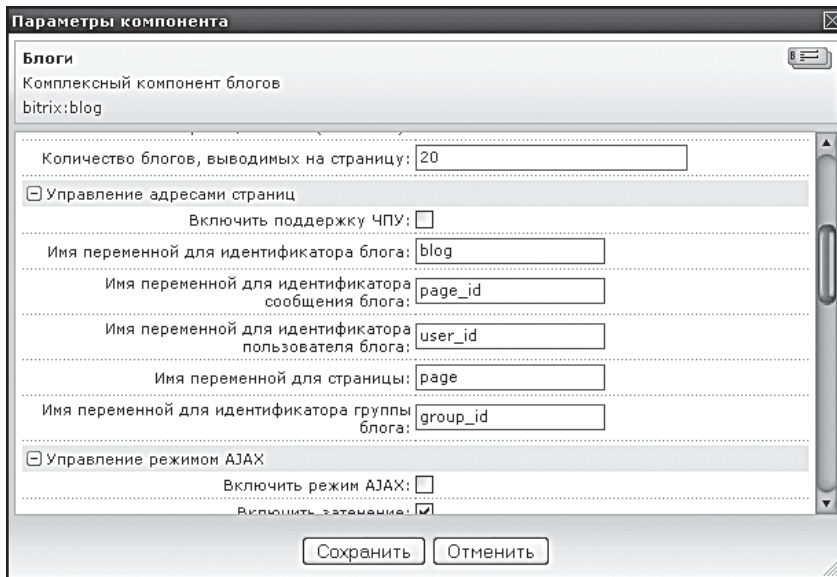 Параметры компонента
Блоги
Комплексный компонент блогов
bitrix:blog
Количество блогов, выводимых на страницу: 20
Управление адресами страниц
Включить поддержку ЧПУ:
Имя переменной для идентификатора блога: blog
Имя переменной для идентификатора
сообщения блога: page_id
Имя переменной для идентификатора
пользователя блога: user_id
Имя переменной для страницы: page
Имя переменной для идентификатора группы
блога: group_id
Управление режимом AJAX
Включить режим AJAX:
Включить затенение:
Сохранить Отменить